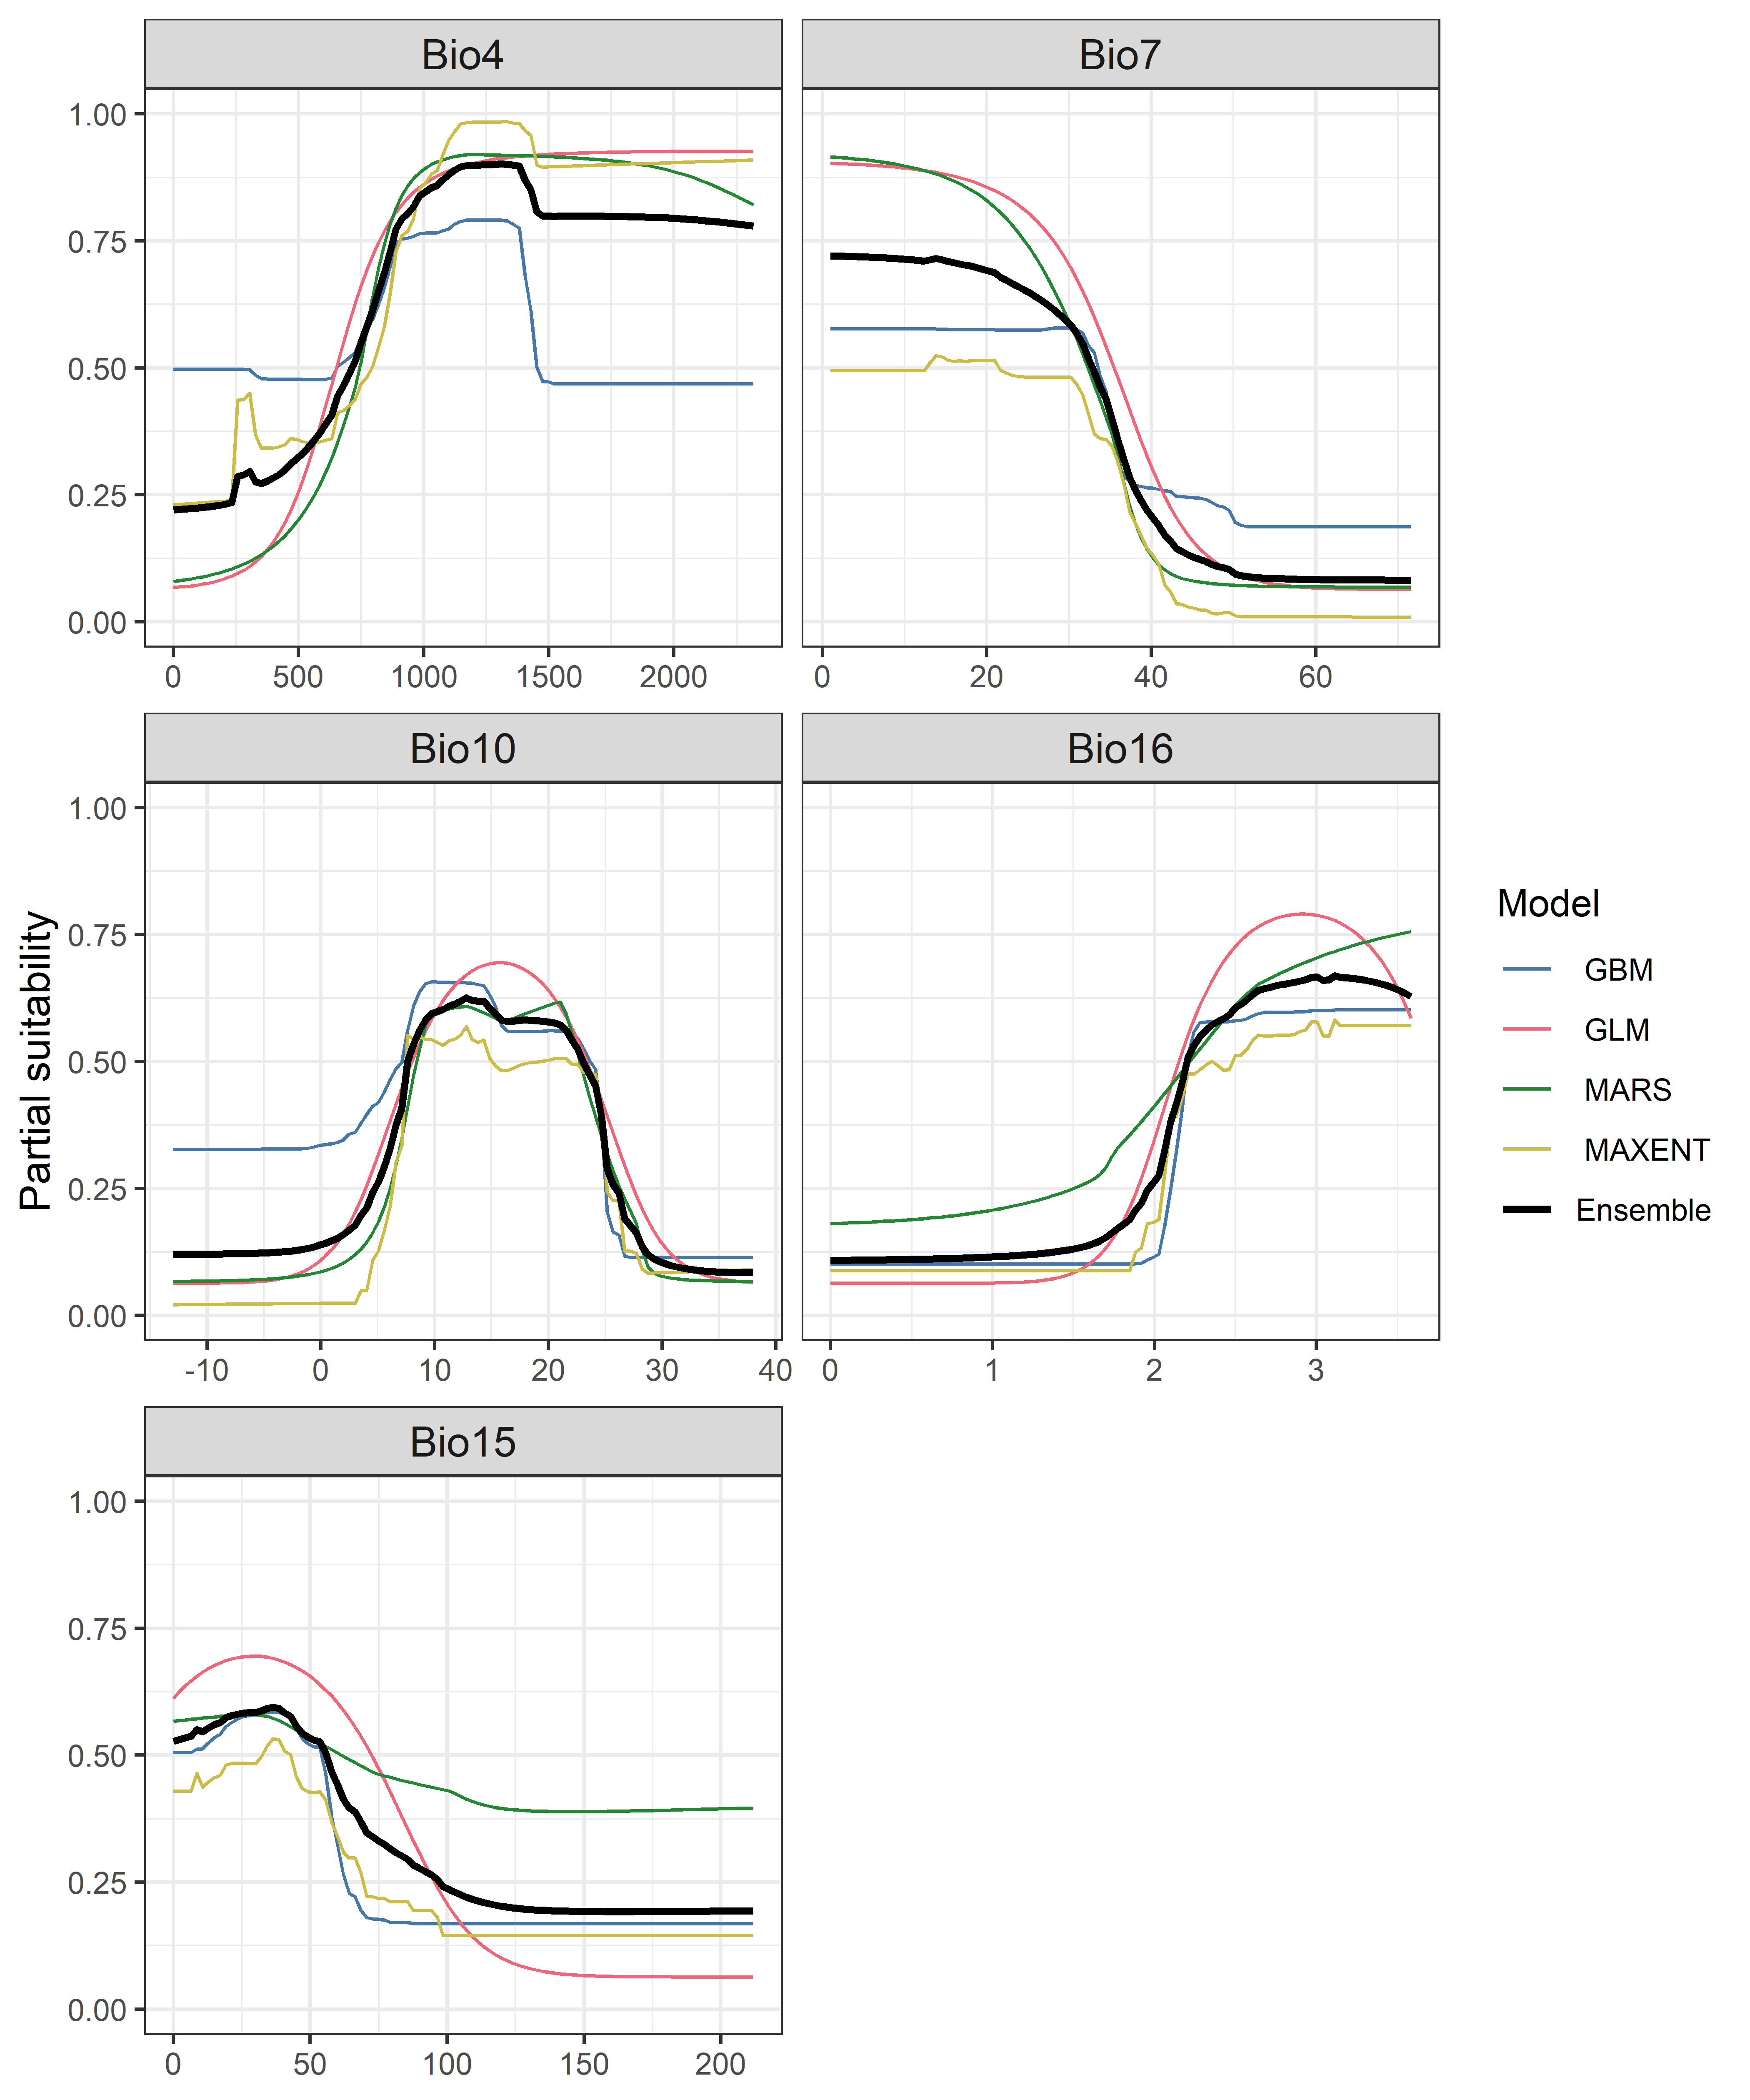 Bio4
Bio7
1.00
0.75
0.50
0.25
0.00
0 500 1000 1500 2000
0 20 40 60
Bio10
Bio16
Partial suitability
1.00
0.75
0.50
0.25
0.00
-10 0 10 20 30 40
0 1 2 3
Model
GBM
GLM
MARS
MAXENT
Ensemble
Bio15
1.00
0.75
0.50
0.25
0.00
0 50 100 150 200